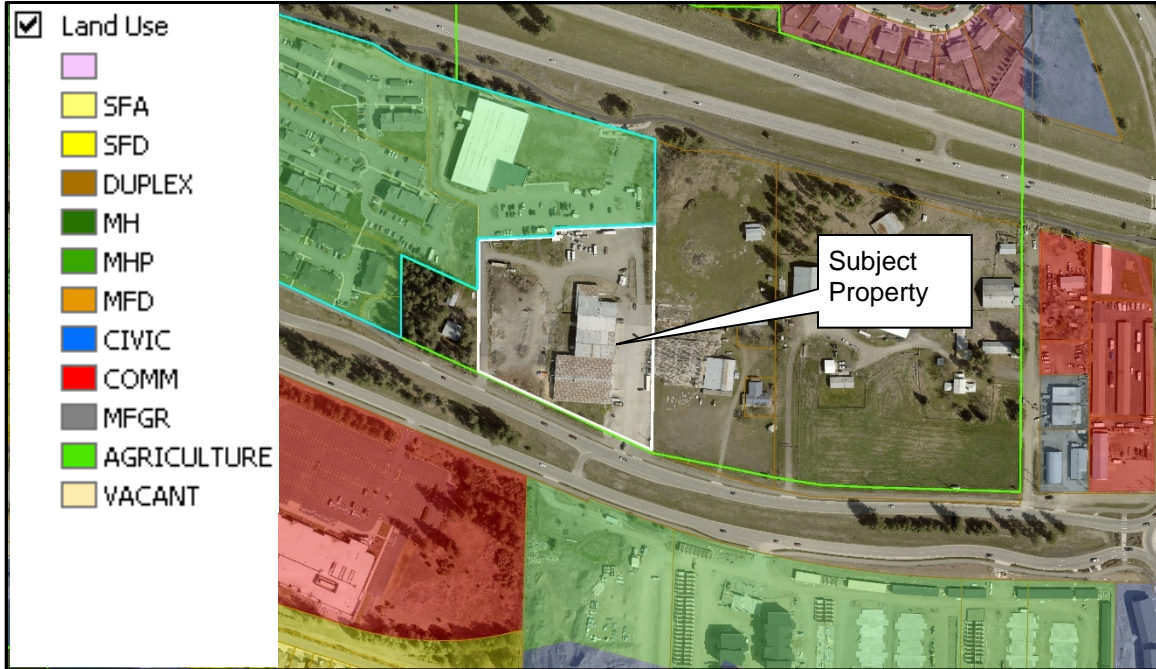 Land Use
SFA
SFD
DUPLEX
MH
MHP
MFD
CIVIC
COMM
MFGR
AGRICULTURE
VACANT
Subject
Property